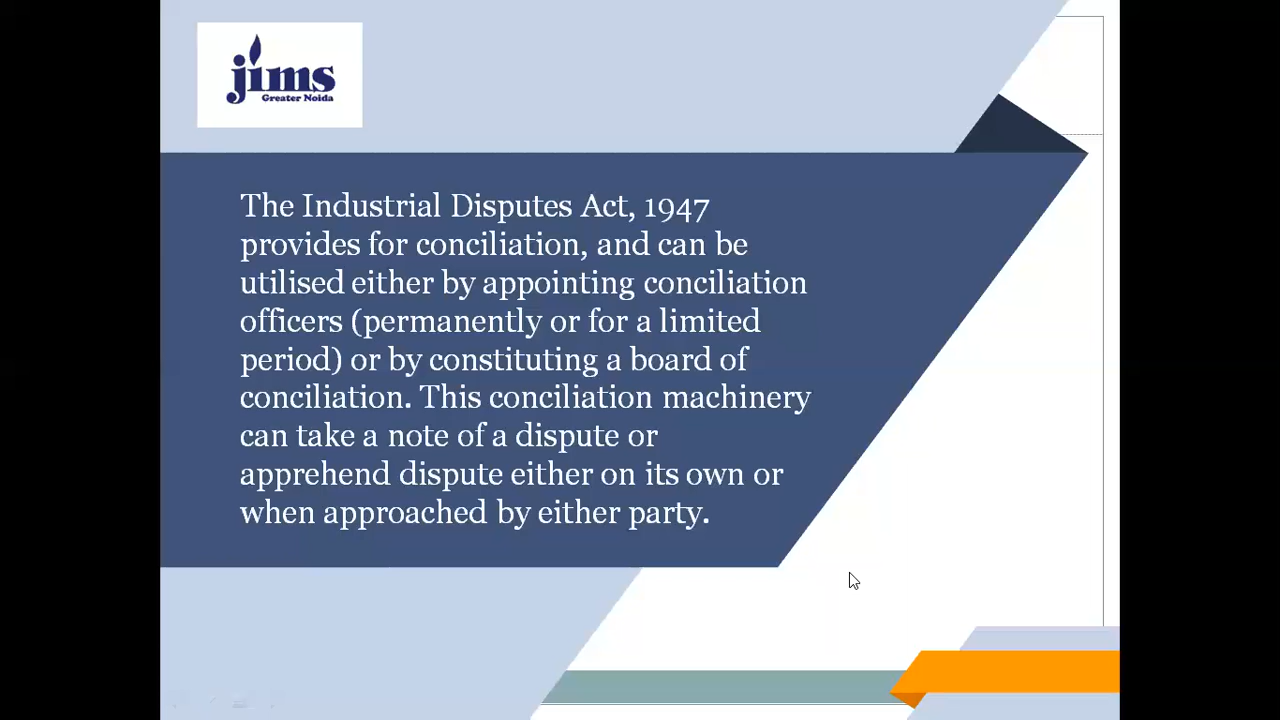 jims
Greater Noida
The Industrial Disputes Act, 1947
provides for conciliation, and can be
utilised either by appointing conciliation
officers (permanently or for a limited
period) or by constituting a board of
conciliation. This conciliation machinery
can take a note of a dispute or
apprehend dispute either on its own or
when approached by either party.